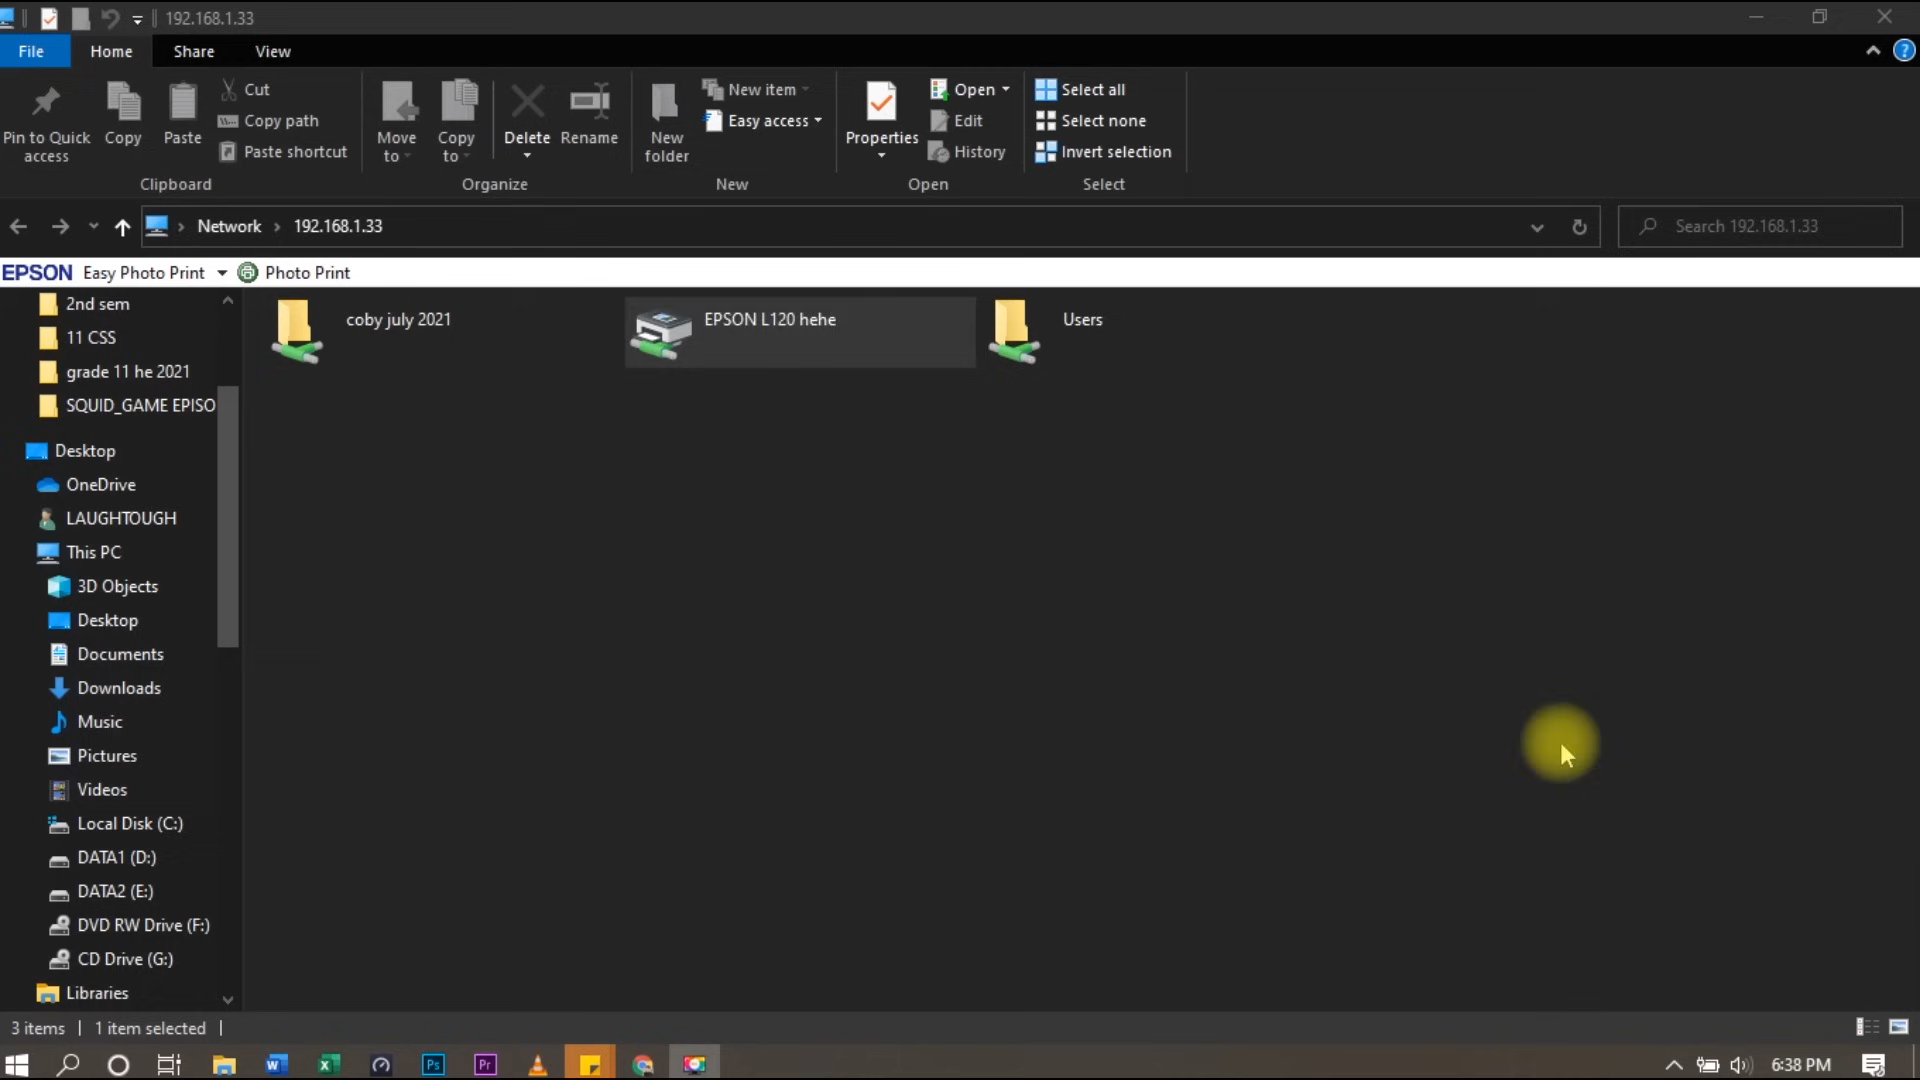 192.168.1.33
File Home Share View
Pin to Quick access
Copy
Paste
Cut
Copy path
Paste shortcut
Clipboard
Move to
Copy to
Delete
Rename
Organize
New folder
New item
Easy access
New
Properties
Open
Edit
History
Open
Select all
Select none
Invert selection
Select
Network > 192.168.1.33
Search 192.168.1.33
EPSON Easy Photo Print Photo Print
2nd sem
11 CSS
grade 11 he 2021
SQUID_GAME EPISO
Desktop
OneDrive
LAUGHTOUGH
This PC
3D Objects
Desktop
Documents
Downloads
Music
Pictures
Videos
Local Disk (C:)
DATA1 (D:)
DATA2 (E:)
DVD RW Drive (F:)
CD Drive (G:)
Libraries
coby july 2021
EPSON L120 hehe
Users
3 items
1 item selected
Ps
Pr
6:38 PM